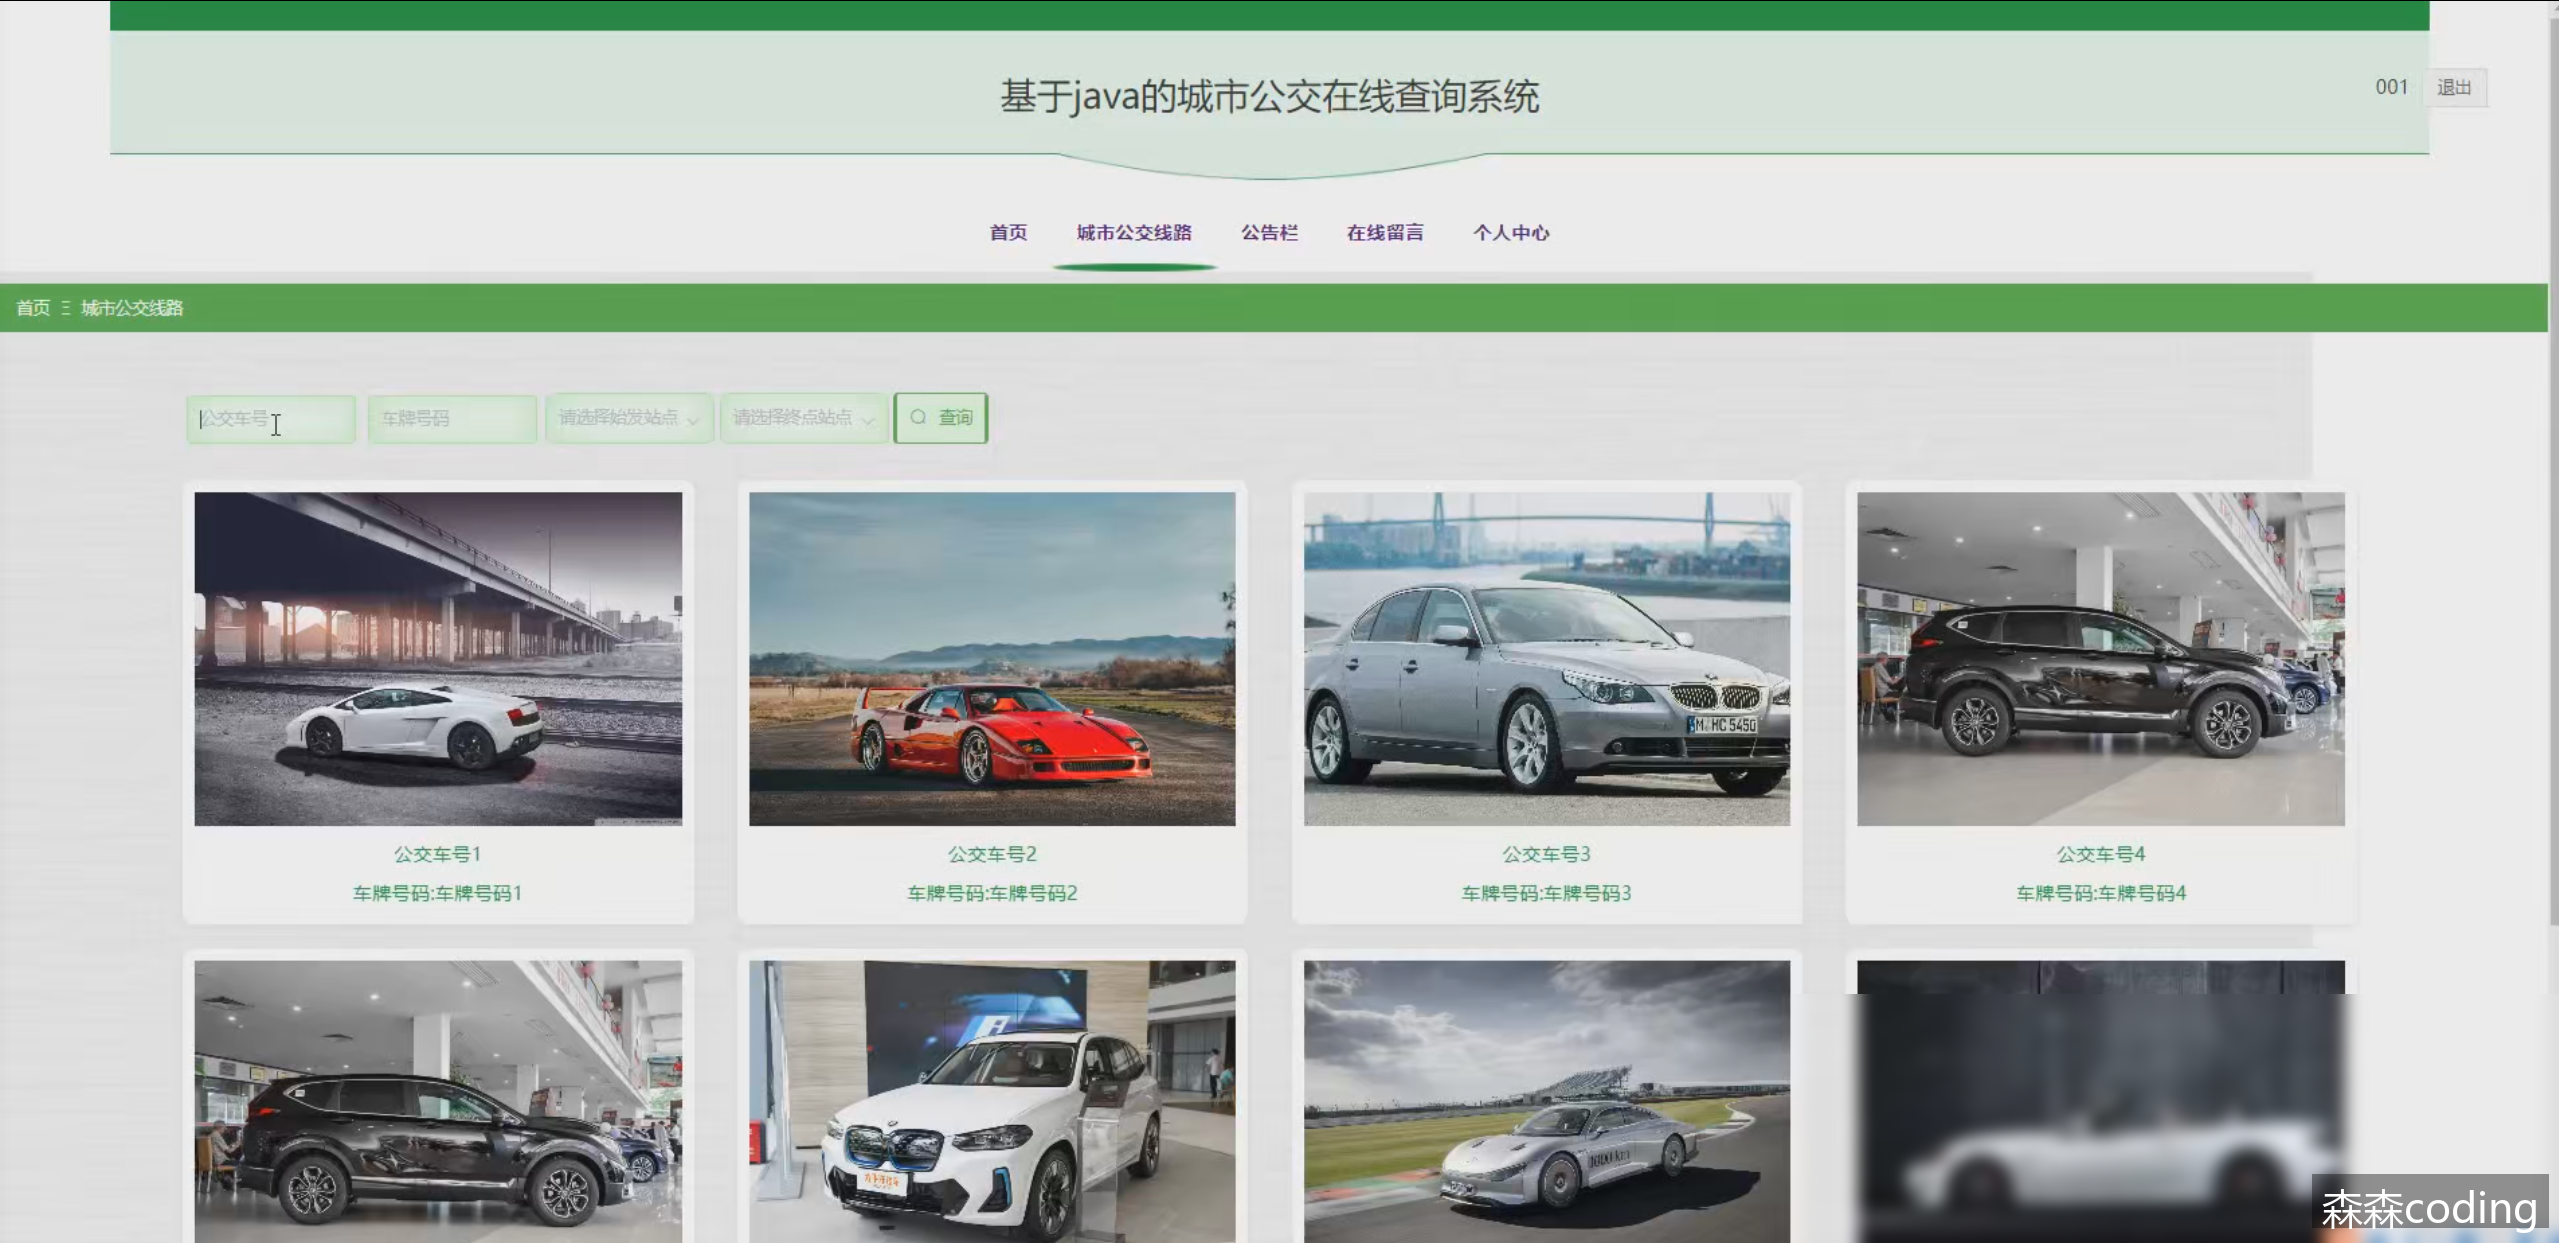 基于java的城市公交在线查询系统
001 退出
首页 城市公交线路 公告栏 在线留言 个人中心
首页 Ξ 城市公交线路
公交车号 车牌号码 请选择始发站点 请选择终点站点 查询
M HC 5450
公交车号1 公交车号2 公交车号3 公交车号4
车牌号码:车牌号码1 车牌号码:车牌号码2 车牌号码:车牌号码3 车牌号码:车牌号码4
森森coding